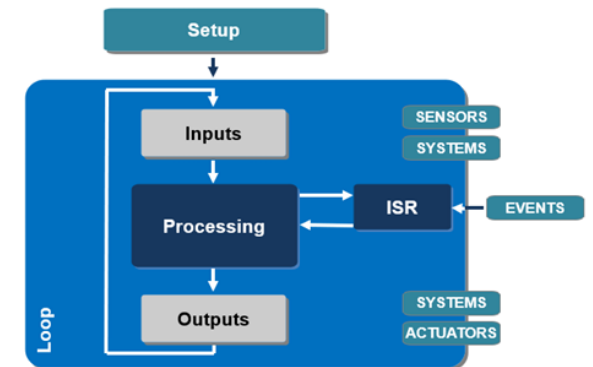 Setup
Inputs
SENSORS
SYSTEMS
Processing
ISR
EVENTS
Outputs
SYSTEMS
ACTUATORS
Loop